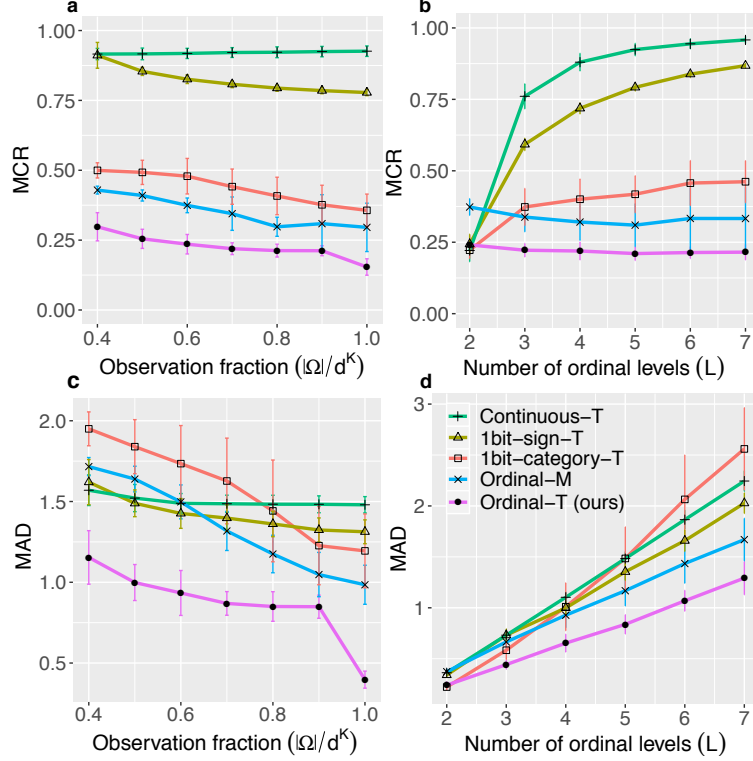 a
MCR
1.00
0.75
0.50
0.25
0.00
0.4
0.6
0.8
1.0
Observation fraction (|Ω|/d^K)
b
MCR
1.00
0.75
0.50
0.25
0.00
2 3 4 5 6 7
Number of ordinal levels (L)
c
MAD
2.0
1.5
1.0
0.5
0.4
0.6
0.8
1.0
Observation fraction (|Ω|/d^K)
d
MAD
3
2
1
Continuous-T
1bit-sign-T
1bit-category-T
Ordinal-M
Ordinal-T (ours)
2 3 4 5 6 7
Number of ordinal levels (L)